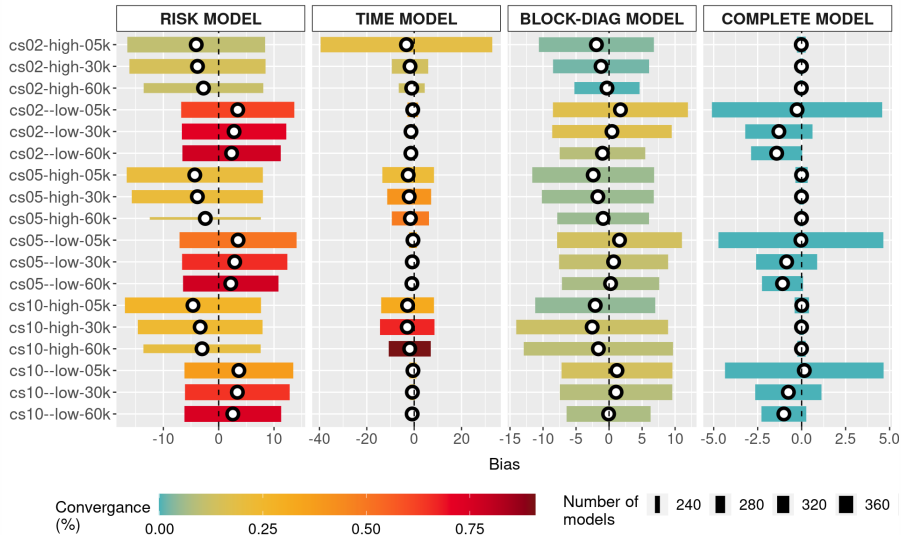 RISK MODEL TIME MODEL BLOCK-DIAG MODEL COMPLETE MODEL
cs02-high-05k
cs02-high-30k
cs02-high-60k
cs02--low-05k
cs02--low-30k
cs02--low-60k
cs05-high-05k
cs05-high-30k
cs05-high-60k
cs05--low-05k
cs05--low-30k
cs05--low-60k
cs10-high-05k
cs10-high-30k
cs10-high-60k
cs10--low-05k
cs10--low-30k
cs10--low-60k
-10 0 10 -40 -20 0 20 -15 -10 -5 0 5 10 -5.0 -2.5 0.0 2.5 5.0
Bias
Convergance
(%)
0.00 0.25 0.50 0.75
Number of
models
240 280 320 360